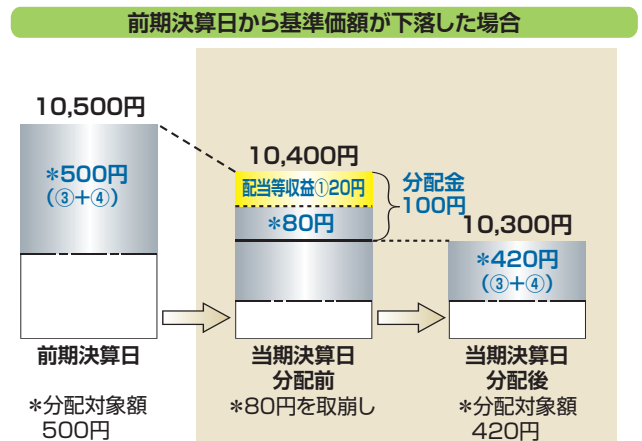 前期決算日から基準価額が下落した場合
10,500円
*500円
(③+④)
前期決算日
*分配対象額
500円
10,400円
配当等収益①20円
*80円
分配金
100円
当期決算日
分配前
*80円を取崩し
10,300円
*420円
(③+④)
当期決算日
分配後
*分配対象額
420円